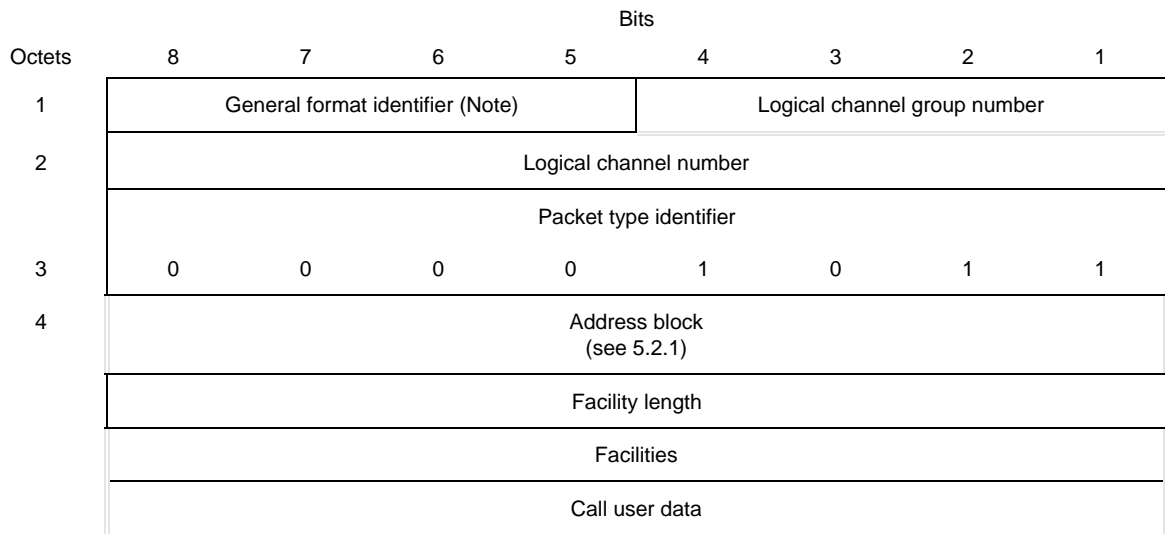 Bits
Octets 8 7 6 5 4 3 2 1
1 General format identifier (Note) Logical channel group number
2 Logical channel number
Packet type identifier
3 0 0 0 0 1 0 1 1
4 Address block
(see 5.2.1)
Facility length
Facilities
Call user data